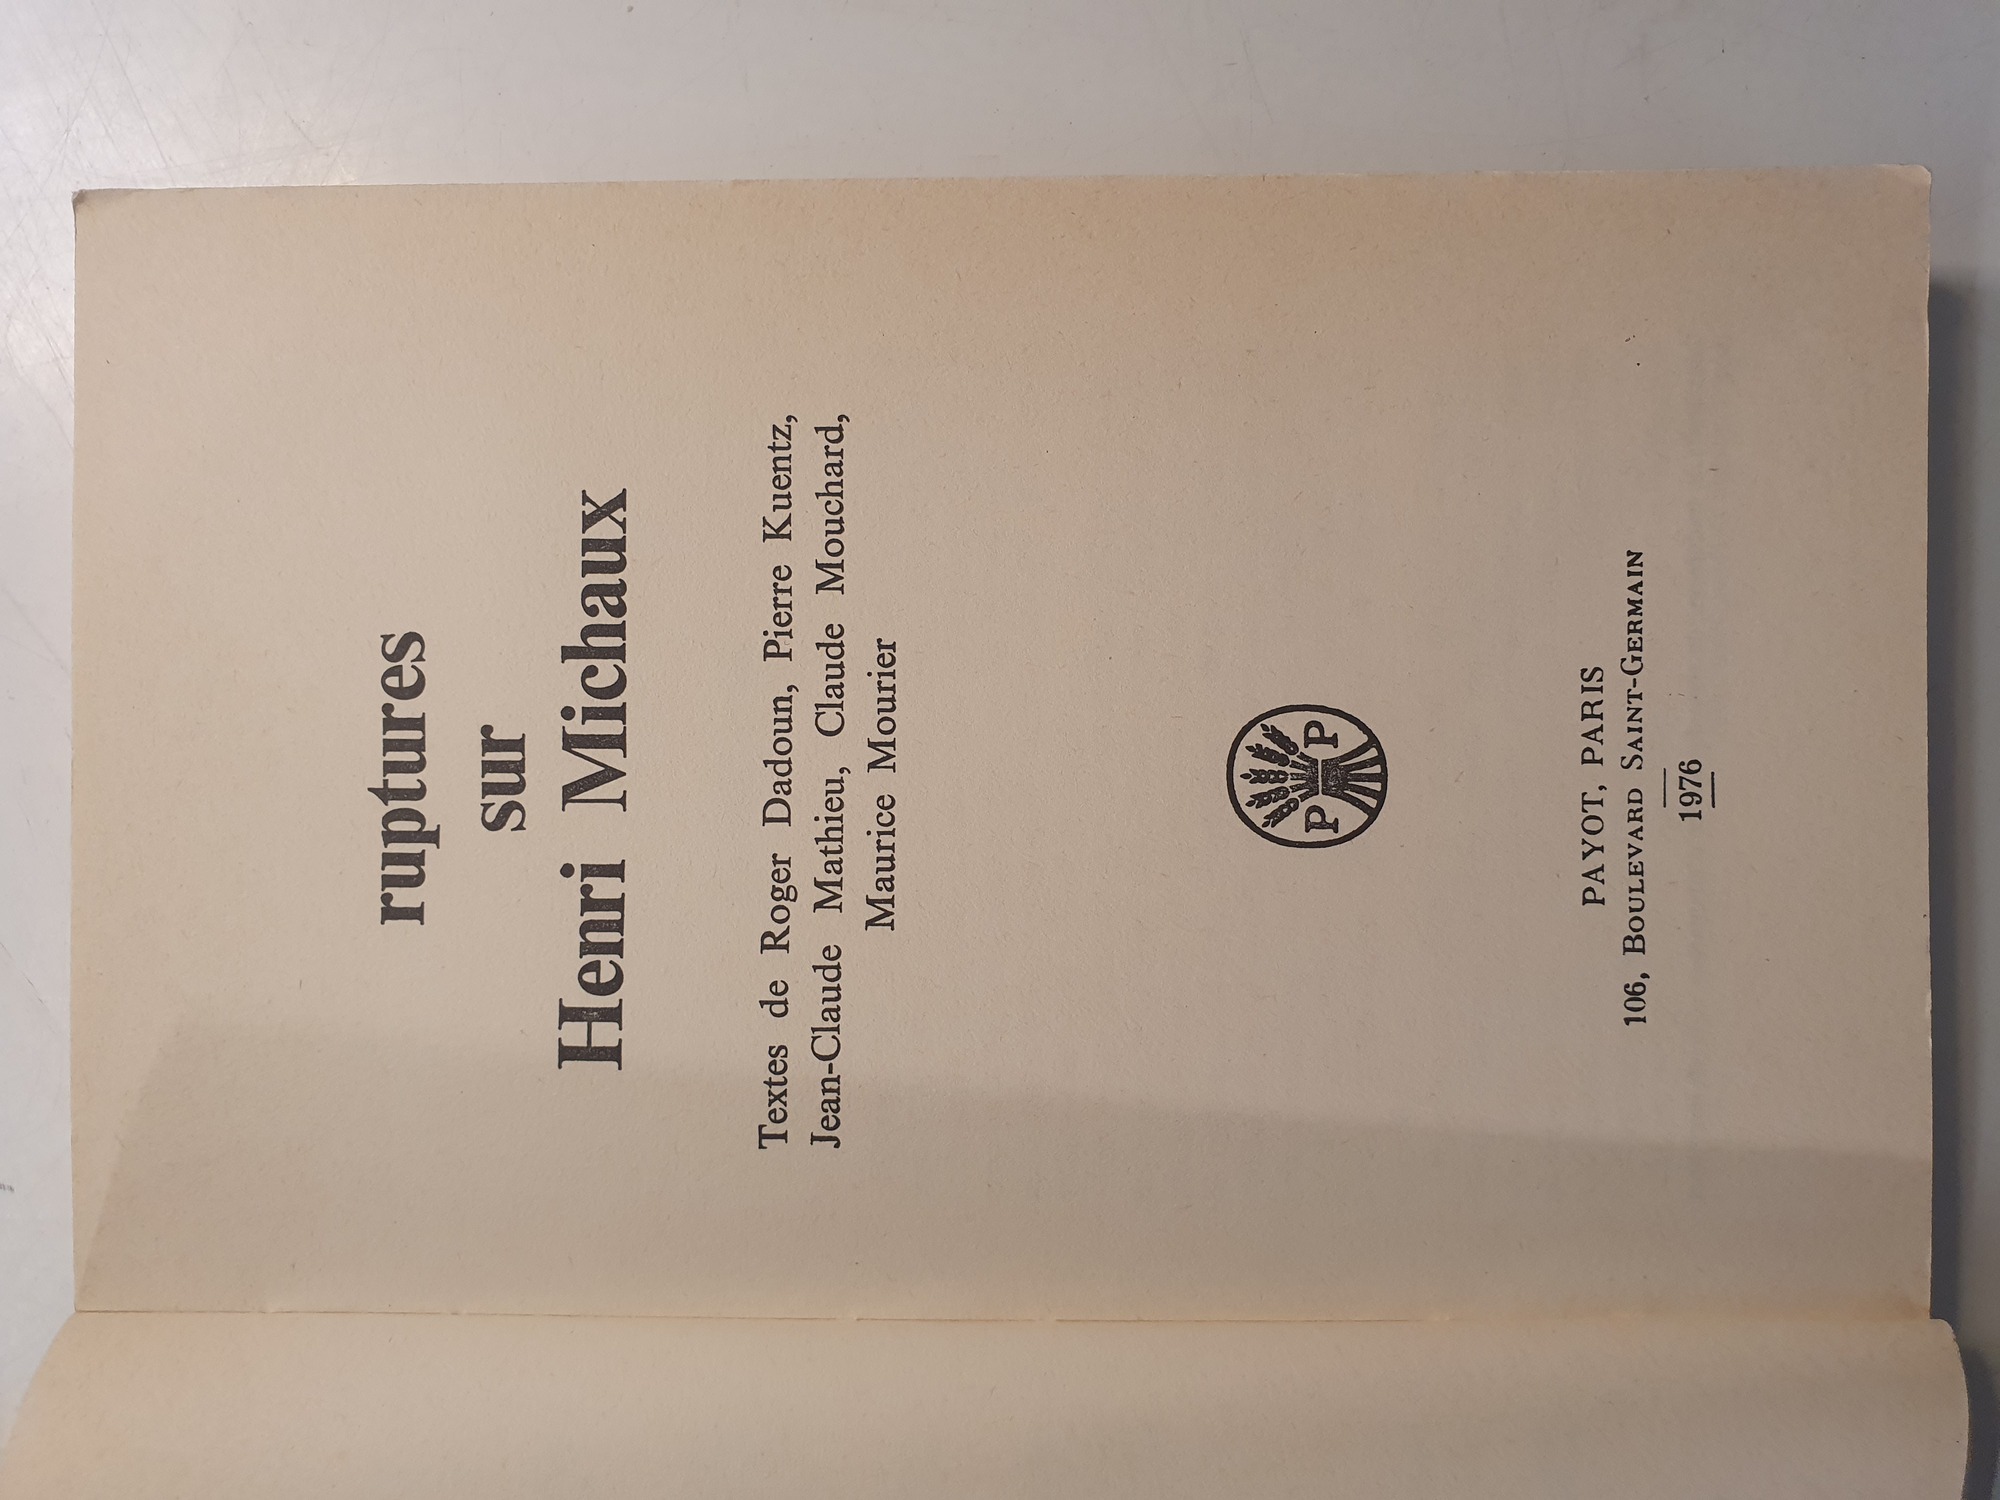 ruptures
sur
Henri Michaux
Textes de Roger Dadoun, Pierre Kuentz,
Jean-Claude Mathieu, Claude Mouchard,
Maurice Mourier
P P
PAYOT, PARIS
106, Boulevard Saint-Germain
1976